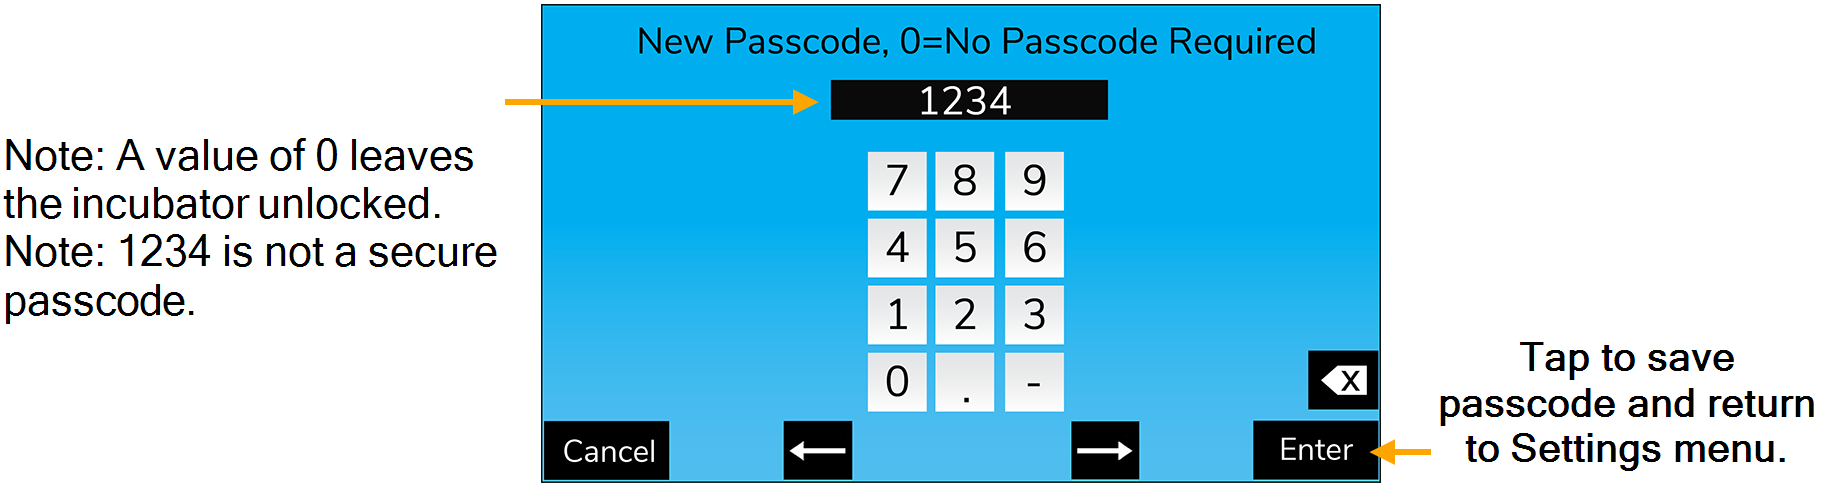 New Passcode, 0=No Passcode Required
1234
Note: A value of 0 leaves
the incubator unlocked.
Note: 1234 is not a secure
passcode.
7 8 9
4 5 6
1 2 3
0 . -
X
Tap to save
passcode and return
to Settings menu.
Cancel
Enter